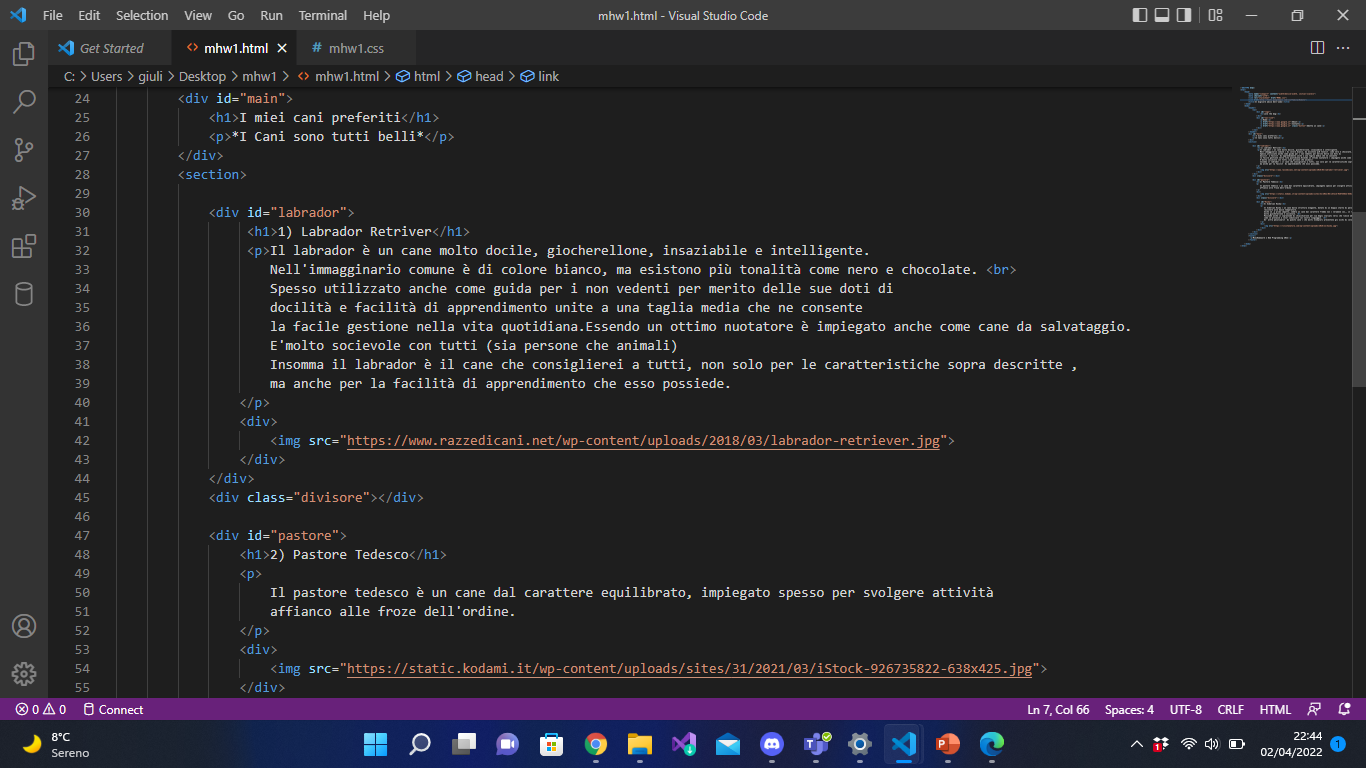 File Edit Selection View Go Run Terminal Help mhw1.html - Visual Studio Code
Get Started <> mhw1.html # mhw1.css
C: > Users > giuli > Desktop > mhw1 > <> mhw1.html > html > head > link
24 <div id="main">
25 <h1>I miei cani preferiti</h1>
26 <p>*I Cani sono tutti belli*</p>
27 </div>
28 <section>
29
30 <div id="labrador">
31 <h1>1) Labrador Retriver</h1>
32 <p>Il labrador è un cane molto docile, giocherellone, insaziabile e intelligente.
33 Nell'immagginario comune è di colore bianco, ma esistono più tonalità come nero e chocolate. <br>
34 Spesso utilizzato anche come guida per i non vedenti per merito delle sue doti di
35 docilità e facilità di apprendimento unite a una taglia media che ne consente
36 la facile gestione nella vita quotidiana.Essendo un ottimo nuotatore è impiegato anche come cane da salvataggio.
37 E'molto socievole con tutti (sia persone che animali)
38 Insomma il labrador è il cane che consiglierei a tutti, non solo per le caratteristiche sopra descritte ,
39 ma anche per la facilità di apprendimento che esso possiede.
40 </p>
41 <div>
42 <img src="https://www.razzedicani.net/wp-content/uploads/2018/03/labrador-retriever.jpg">
43 </div>
44 </div>
45 <div class="divisore"></div>
46
47 <div id="pastore">
48 <h1>2) Pastore Tedesco</h1>
49 <p>
50 Il pastore tedesco è un cane dal carattere equilibrato, impiegato spesso per svolgere attività
51 affianco alle froze dell'ordine.
52 </p>
53 <div>
54 <img src="https://static.kodami.it/wp-content/uploads/sites/31/2021/03/iStock-926735822-638x425.jpg">
55 </div>
0 0 Connect Ln 7, Col 66 Spaces: 4 UTF-8 CRLF HTML
8°C 22:44
Sereno 02/04/2022 1